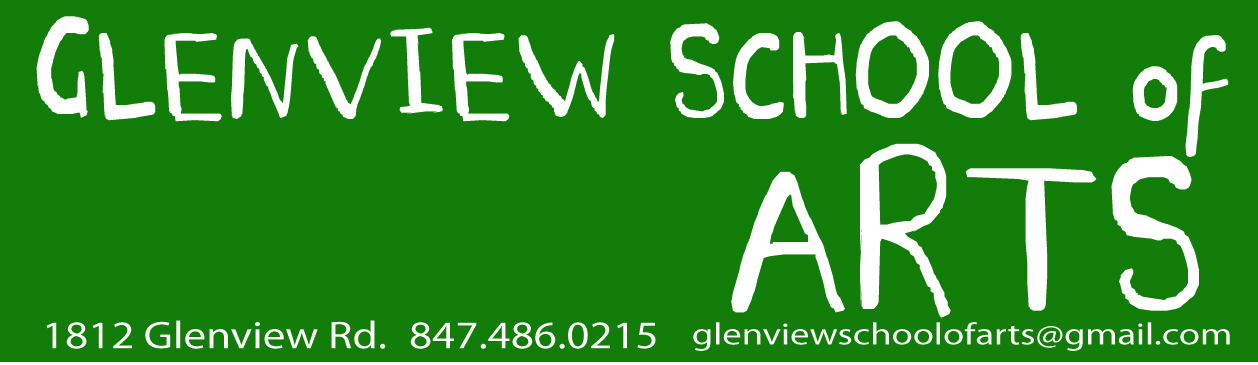 GLENVIEW SCHOOL of
ARTS
1812 Glenview Rd. 847.486.0215 glenviewschoolofarts@gmail.com